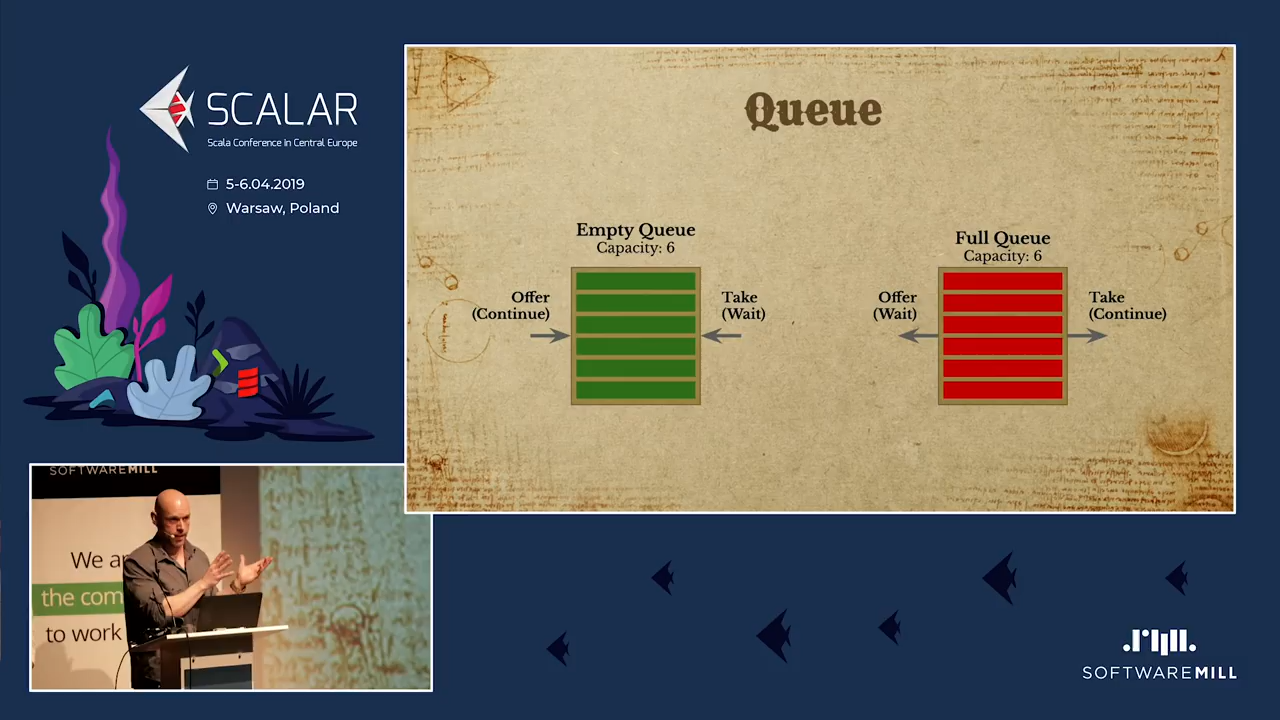 SCALAR
Scala Conference In Central Europe
5-6.04.2019
Warsaw, Poland
Queue
Empty Queue
Capacity: 6
Offer
(Continue)
Take
(Wait)
Full Queue
Capacity: 6
Offer
(Wait)
Take
(Continue)
SOFTWAREMILL
We a
the com
to work
SOFTWAREMILL